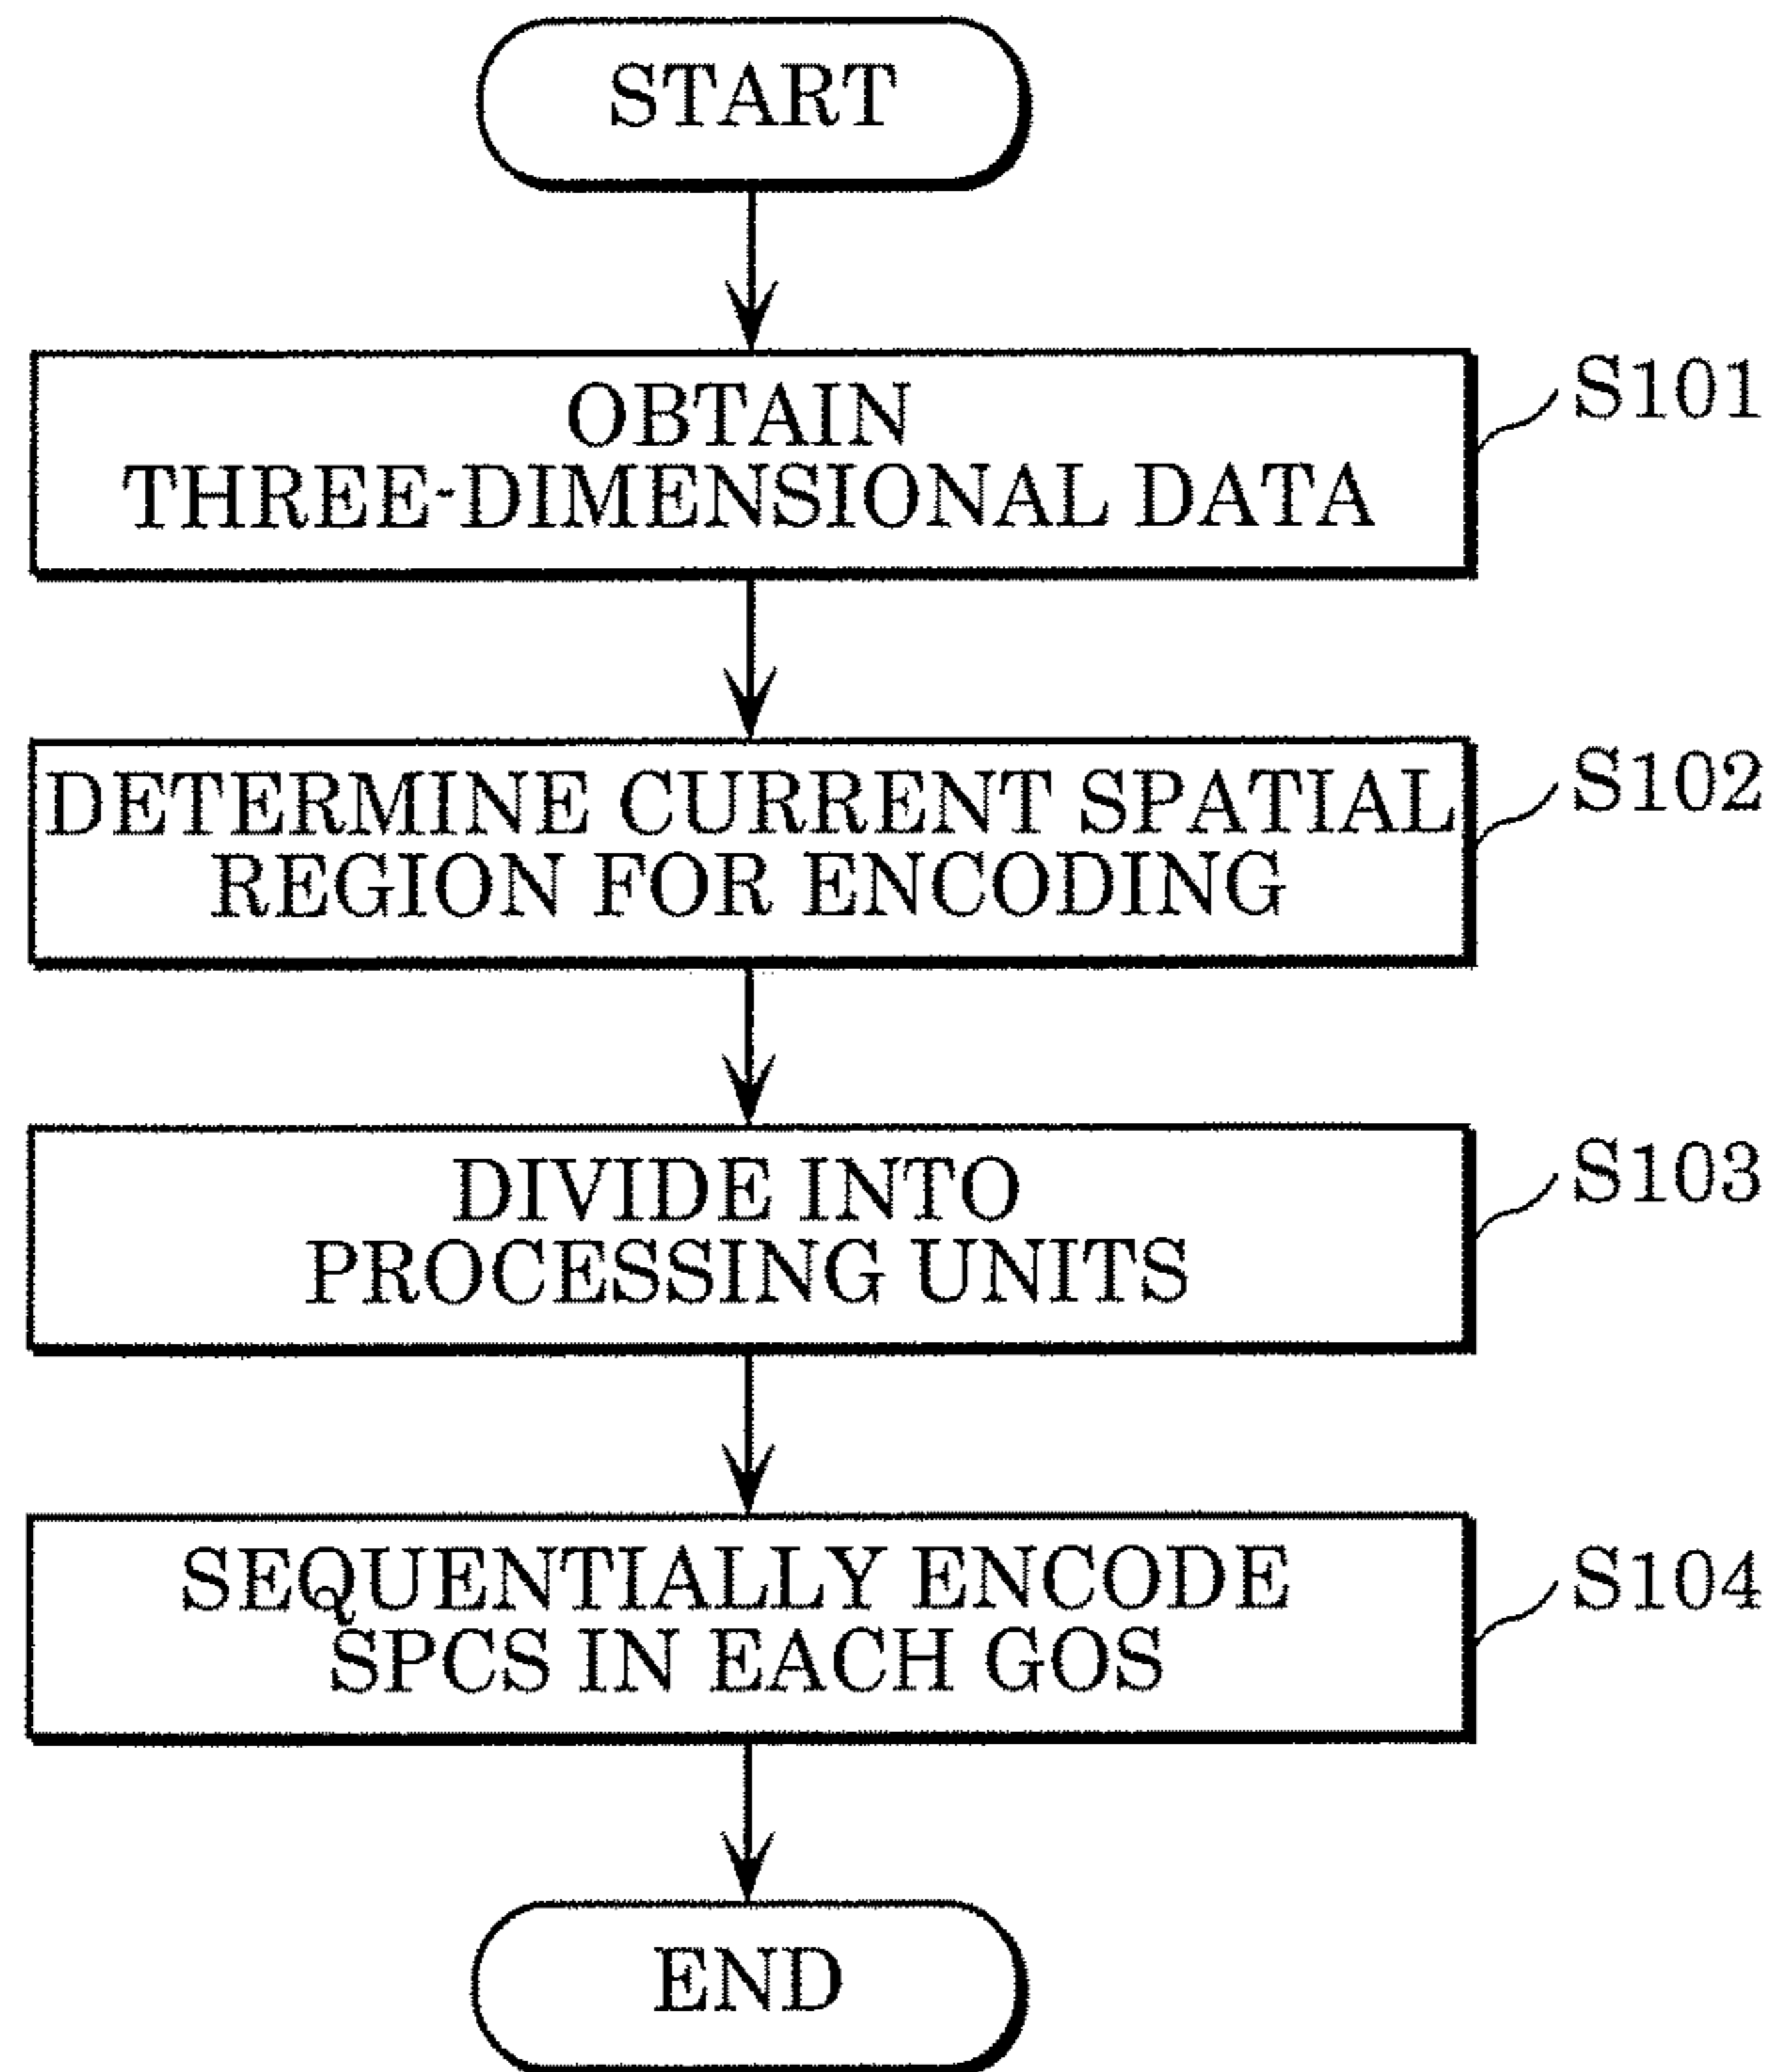 START
OBTAIN
THREE-DIMENSIONAL DATA
S101
DETERMINE CURRENT SPATIAL
REGION FOR ENCODING
S102
DIVIDE INTO
PROCESSING UNITS
S103
SEQUENTIALLY ENCODE
SPCS IN EACH GOS
S104
END